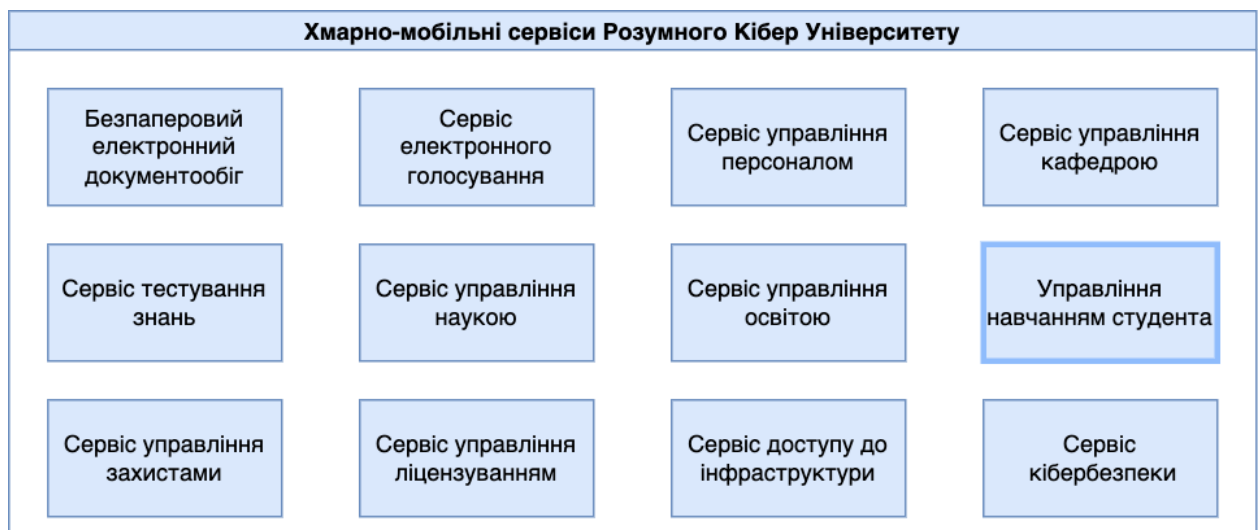 Хмарно-мобільні сервіси Розумного Кібер Університету
Безпаперовий
електронний
документообіг
Сервіс
електронного
голосування
Сервіс управління
персоналом
Сервіс управління
кафедрою
Сервіс тестування
знань
Сервіс управління
наукою
Сервіс управління
освітою
Управління
навчанням студента
Сервіс управління
захистами
Сервіс управління
ліцензуванням
Сервіс доступу до
інфраструктури
Сервіс
кібербезпеки